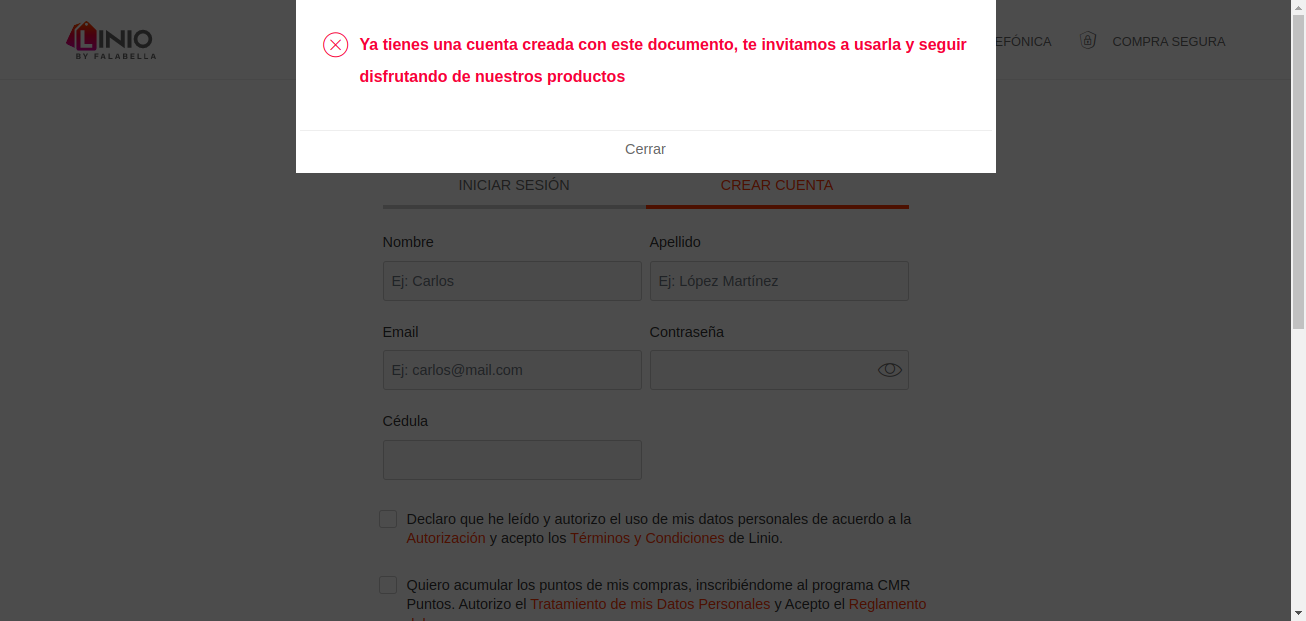 LINIO
BY FALABELLA
EFÓNICA
COMPRA SEGURA
Ya tienes una cuenta creada con este documento, te invitamos a usarla y seguir
disfrutando de nuestros productos
Cerrar
INICIAR SESIÓN
CREAR CUENTA
Nombre
Apellido
Ej: Carlos
Ej: López Martínez
Email
Contraseña
Ej: carlos@mail.com
Cédula
Declaro que he leído y autorizo el uso de mis datos personales de acuerdo a la
Autorización y acepto los Términos y Condiciones de Linio.
Quiero acumular los puntos de mis compras, inscribiéndome al programa CMR
Puntos. Autorizo el Tratamiento de mis Datos Personales y Acepto el Reglamento